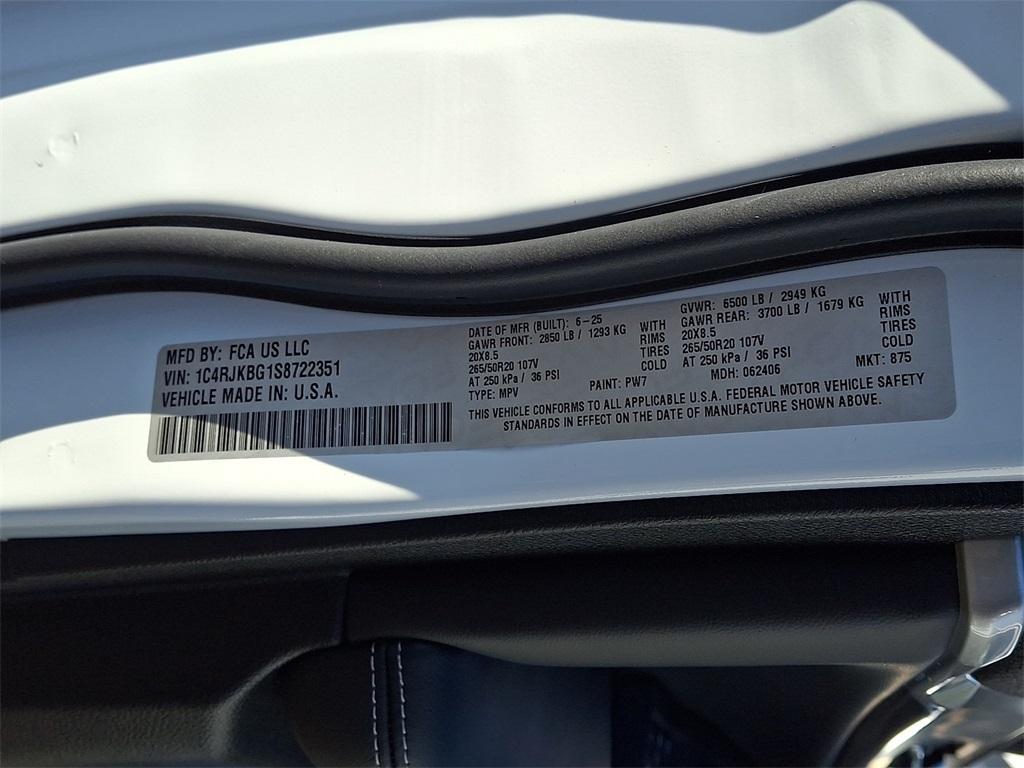 MFD BY: FCA US LLC
VIN: 1C4RJKBG1S8722351
VEHICLE MADE IN: U.S.A.
DATE OF MFR (BUILT): 6-25
GAWR FRONT: 2850 LB / 1293 KG WITH
20X8.5 RIMS
265/50R20 107V TIRES
AT 250 kPa / 36 PSI COLD
TYPE: MPV PAINT: PW7
GVWR: 6500 LB / 2949 KG
GAWR REAR: 3700 LB / 1679 KG WITH
20X8.5 RIMS
265/50R20 107V TIRES
AT 250 kPa / 36 PSI COLD
MDH: 062406 MKT: 875
THIS VEHICLE CONFORMS TO ALL APPLICABLE U.S.A. FEDERAL MOTOR VEHICLE SAFETY
STANDARDS IN EFFECT ON THE DATE OF MANUFACTURE SHOWN ABOVE.